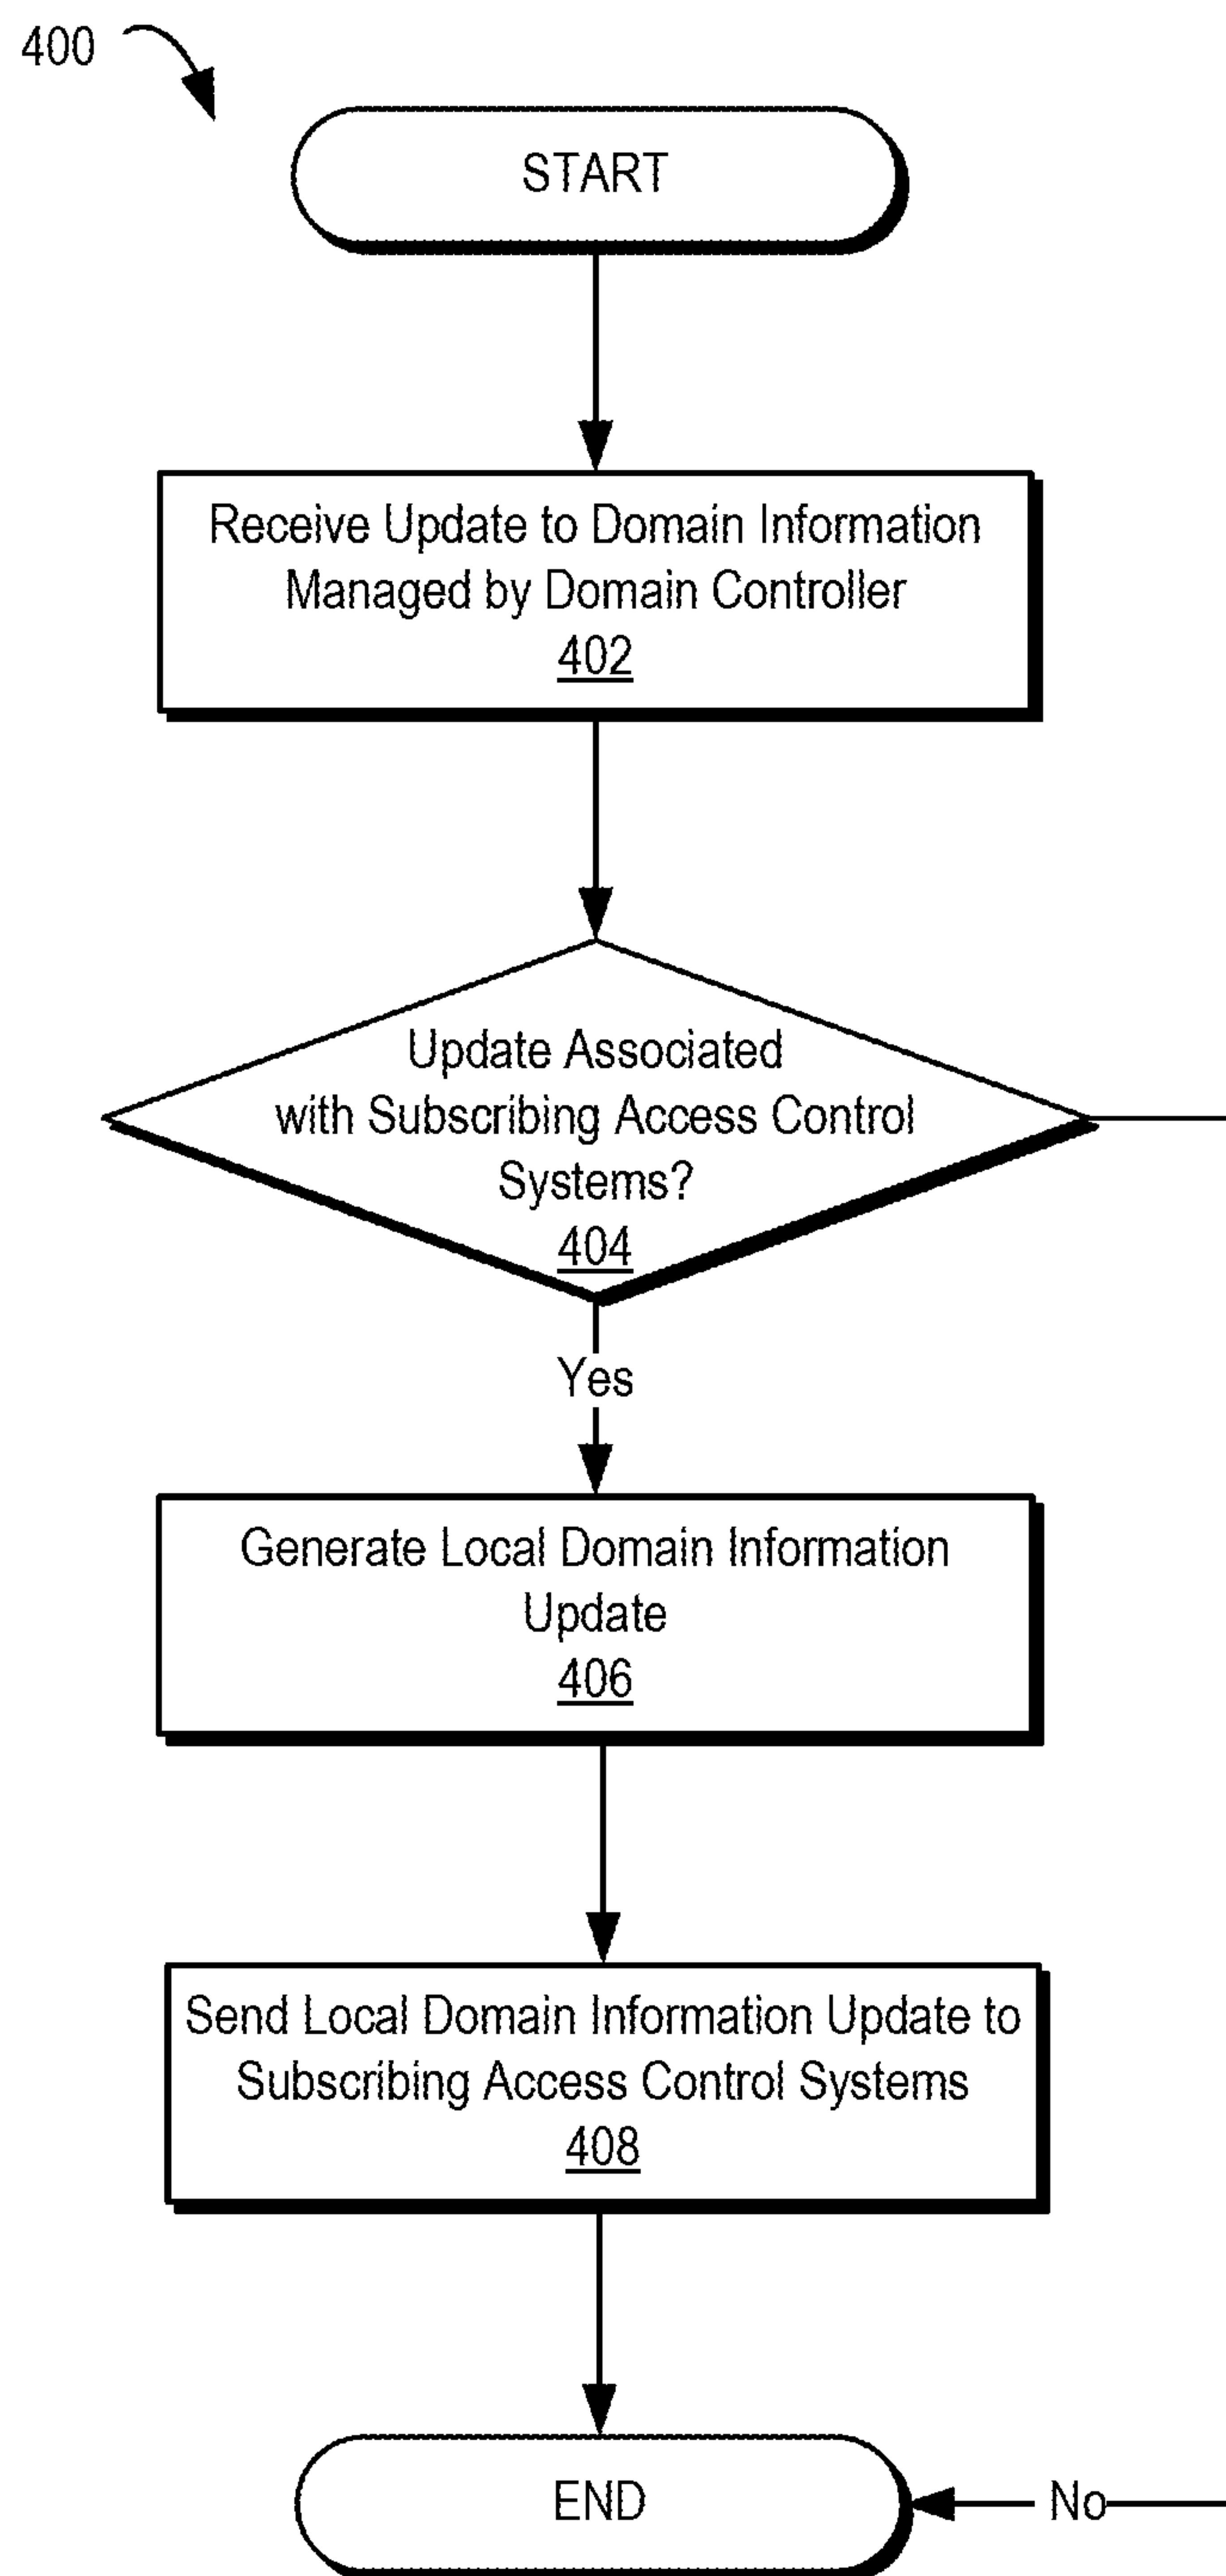 400
START
Receive Update to Domain Information
Managed by Domain Controller
402
Update Associated
with Subscribing Access Control
Systems?
404
Yes
Generate Local Domain Information
Update
406
Send Local Domain Information Update to
Subscribing Access Control Systems
408
END
No